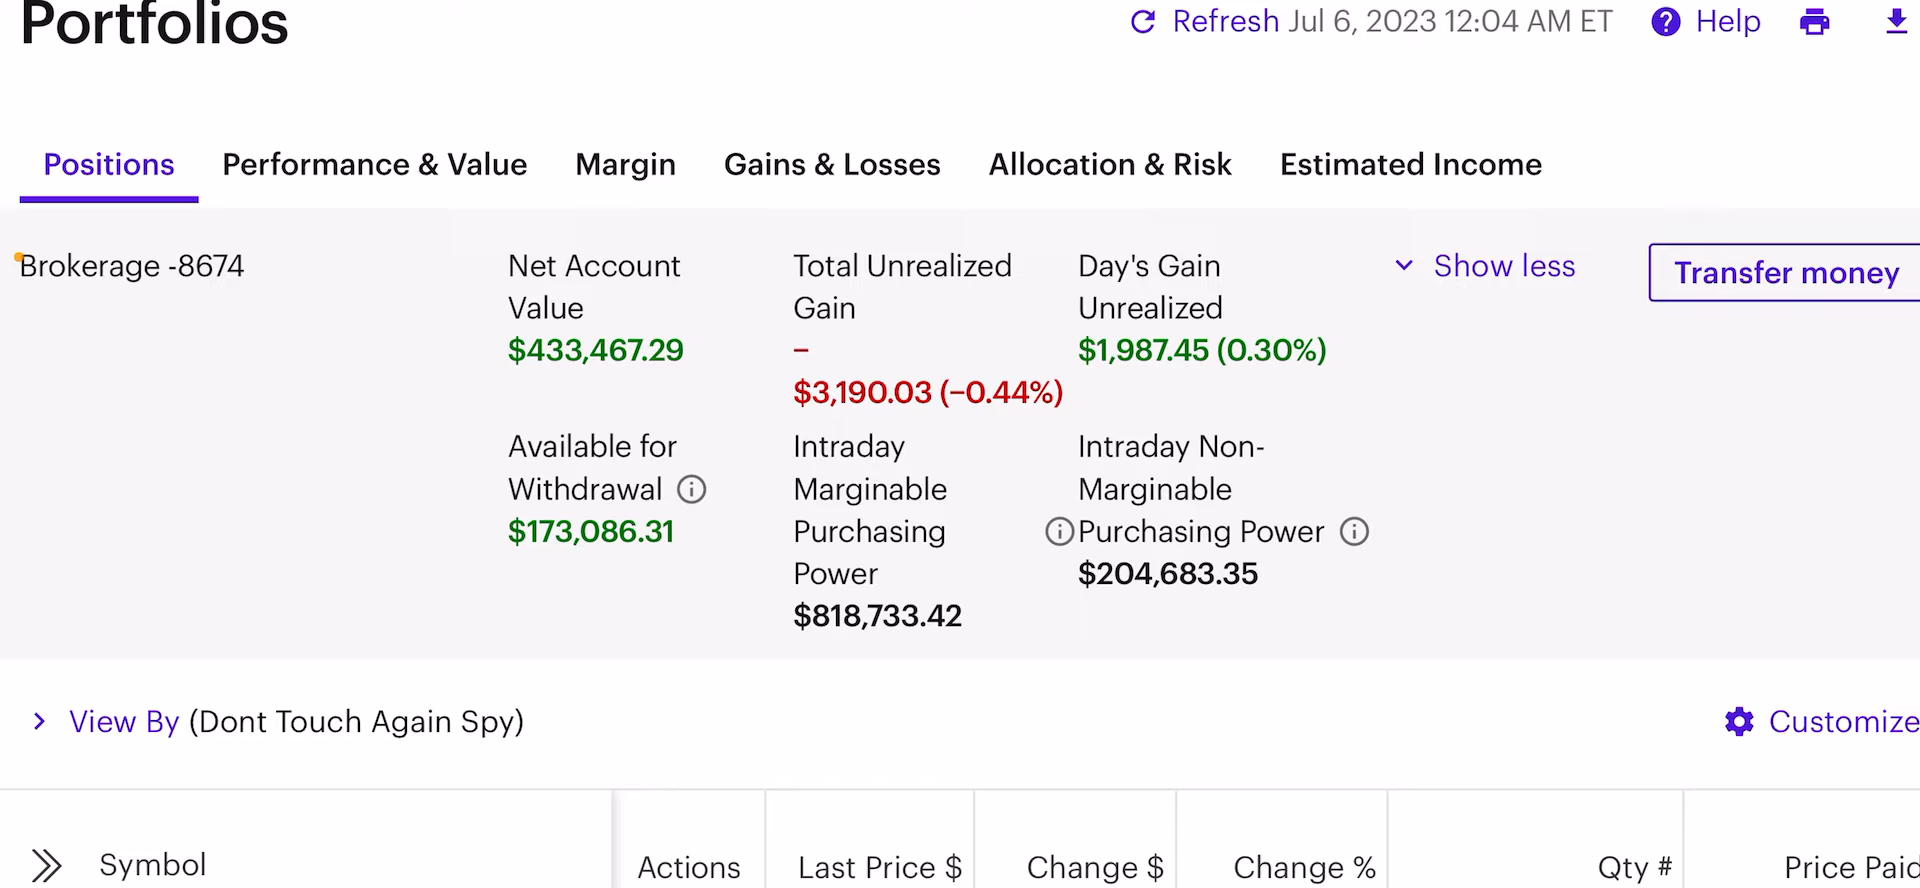 Portfolios
Refresh Jul 6, 2023 12:04 AM ET
Help
Positions
Performance & Value
Margin
Gains & Losses
Allocation & Risk
Estimated Income
Brokerage -8674
Net Account
Value
$433,467.29
Total Unrealized
Gain
–
$3,190.03 (–0.44%)
Day's Gain
Unrealized
$1,987.45 (0.30%)
Show less
Transfer money
Available for
Withdrawal
$173,086.31
Intraday
Marginable
Purchasing
Power
$818,733.42
Intraday Non-
Marginable
Purchasing Power
$204,683.35
View By (Dont Touch Again Spy)
Customize
Symbol
Actions
Last Price $
Change $
Change %
Qty #
Price Paid